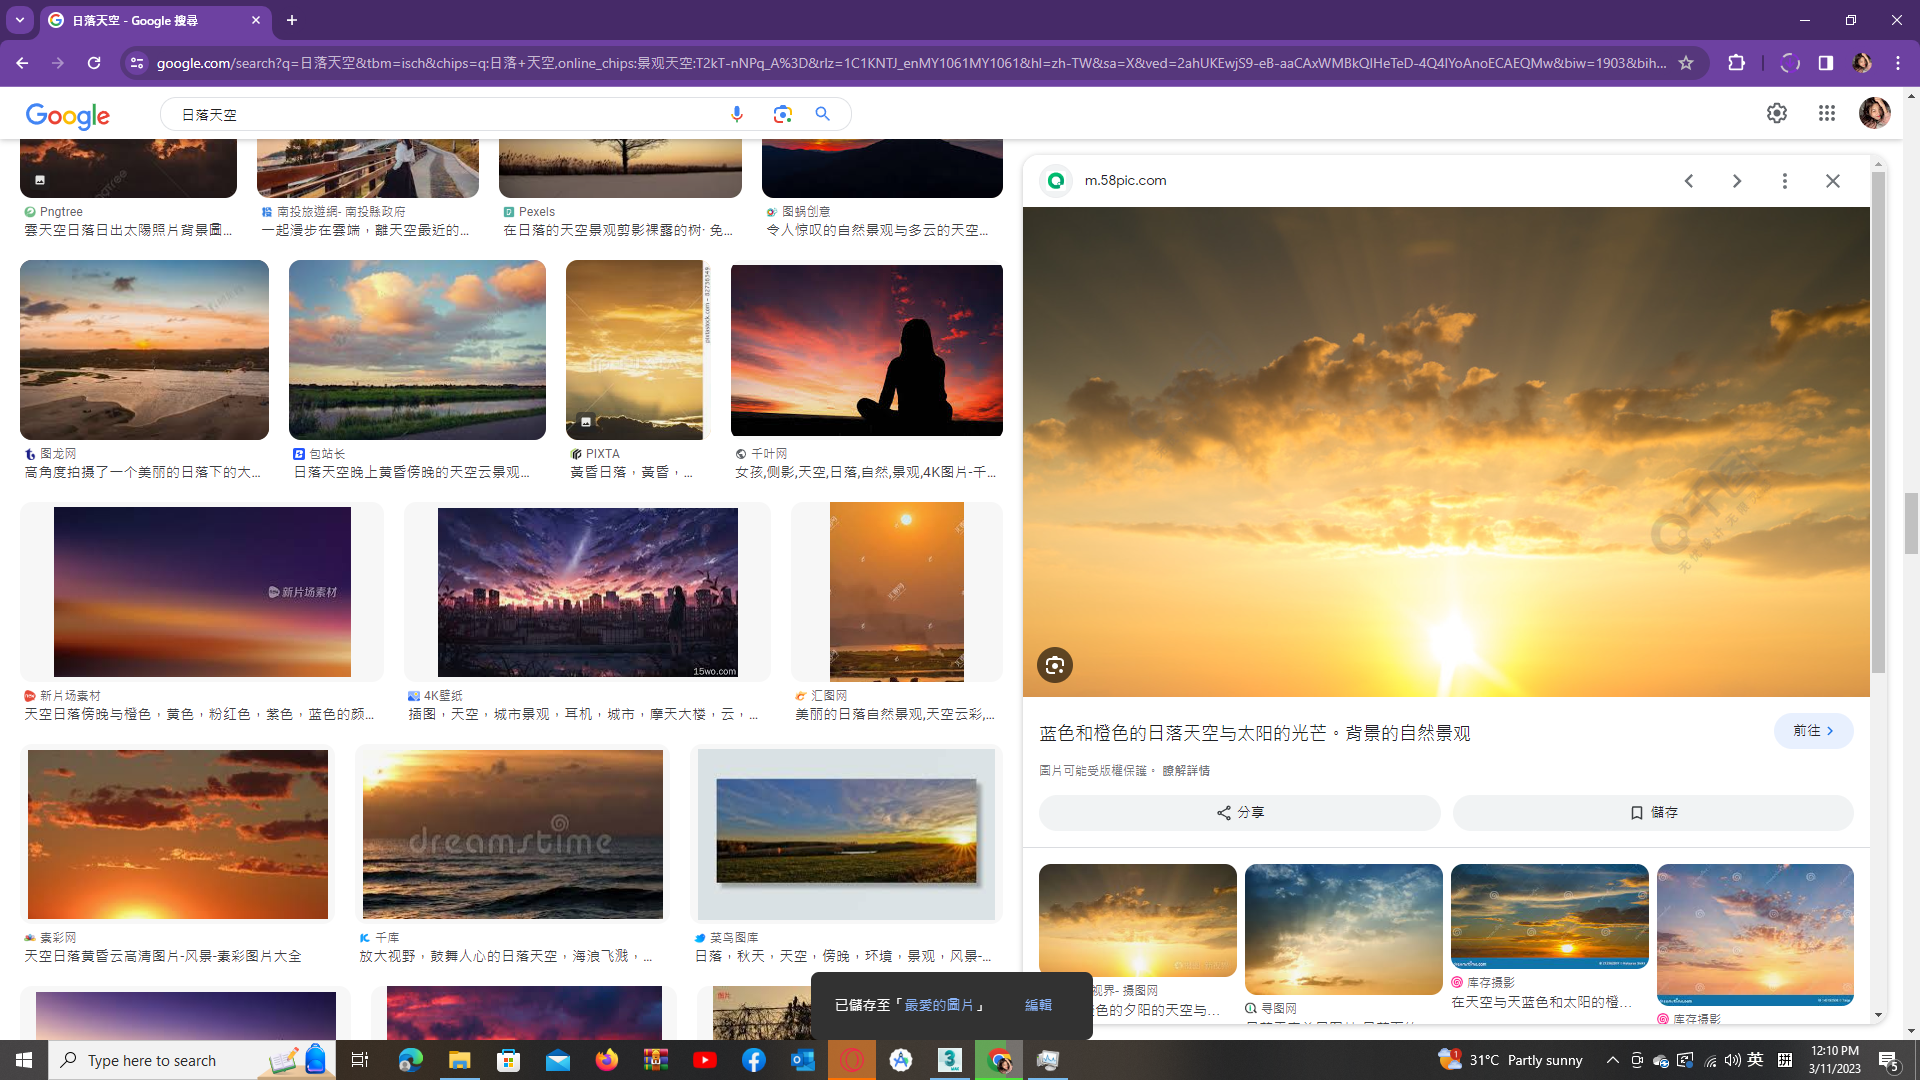 日落天空 - Google 搜尋
google.com/search?q=日落天空&tbm=isch&chips=q:日落+天空,online_chips:景观天空:T2kT-nNPq_A%3D&rlz=1C1KNTJ_enMY1061MY1061&hl=zh-TW&sa=X&ved=2ahUKEwjS9-eB-aaCAxWMBkQIHeTeD-4Q4lYoAnoECAEQMw&biw=1903&bih...
Google
日落天空
Pngtree
雲天空日落日出太陽照片背景圖...
南投旅遊網- 南投縣政府
一起漫步在雲端，離天空最近的...
Pexels
在日落的天空景观剪影裸露的树· 免...
图蜗创意
令人惊叹的自然景观与多云的天空...
图龙网
高角度拍摄了一个美丽的日落下的大...
包站长
日落天空晚上黄昏傍晚的天空云景观...
PIXTA
黃昏日落，黃昏，...
千叶网
女孩,侧影,天空,日落,自然,景观,4K图片-千...
新片场素材
新片场素材
天空日落傍晚与橙色，黄色，粉红色，紫色，蓝色的颜...
15wo.com
4K壁纸
插图，天空，城市景观，耳机，城市，摩天大楼，云，...
汇图网
美丽的日落自然景观,天空云彩,...
素彩网
天空日落黄昏云高清图片-风景-素彩图片大全
dreamstime
千库
放大视野，鼓舞人心的日落天空，海浪飞溅，...
菜鸟图库
日落，秋天，天空，傍晚，环境，景观，风景-...
图片
m.58pic.com
蓝色和橙色的日落天空与太阳的光芒。背景的自然景观
前往
圖片可能受版權保護。 瞭解詳情
分享
儲存
视界- 摄图网
色的夕阳的天空与...
寻图网
库存摄影
在天空与天蓝色和太阳的橙...
库存摄影
已儲存至「最愛的圖片」
編輯
Type here to search
31°C Partly sunny
英
拼
12:10 PM
3/11/2023
5